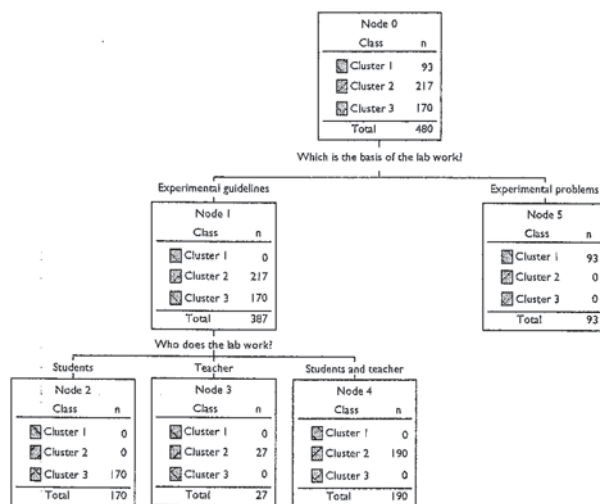 Node 0
Class n
Cluster 1 93
Cluster 2 217
Cluster 3 170
Total 480
Which is the basis of the lab work?
Experimental guidelines
Experimental problems
Node 1
Class n
Cluster 1 0
Cluster 2 217
Cluster 3 170
Total 387
Node 5
Class n
Cluster 1 93
Cluster 2 0
Cluster 3 0
Total 93
Who does the lab work?
Students
Teacher
Students and teacher
Node 2
Class n
Cluster 1 0
Cluster 2 0
Cluster 3 170
Total 170
Node 3
Class n
Cluster 1 0
Cluster 2 27
Cluster 3 0
Total 27
Node 4
Class n
Cluster 1 0
Cluster 2 190
Cluster 3 0
Total 190